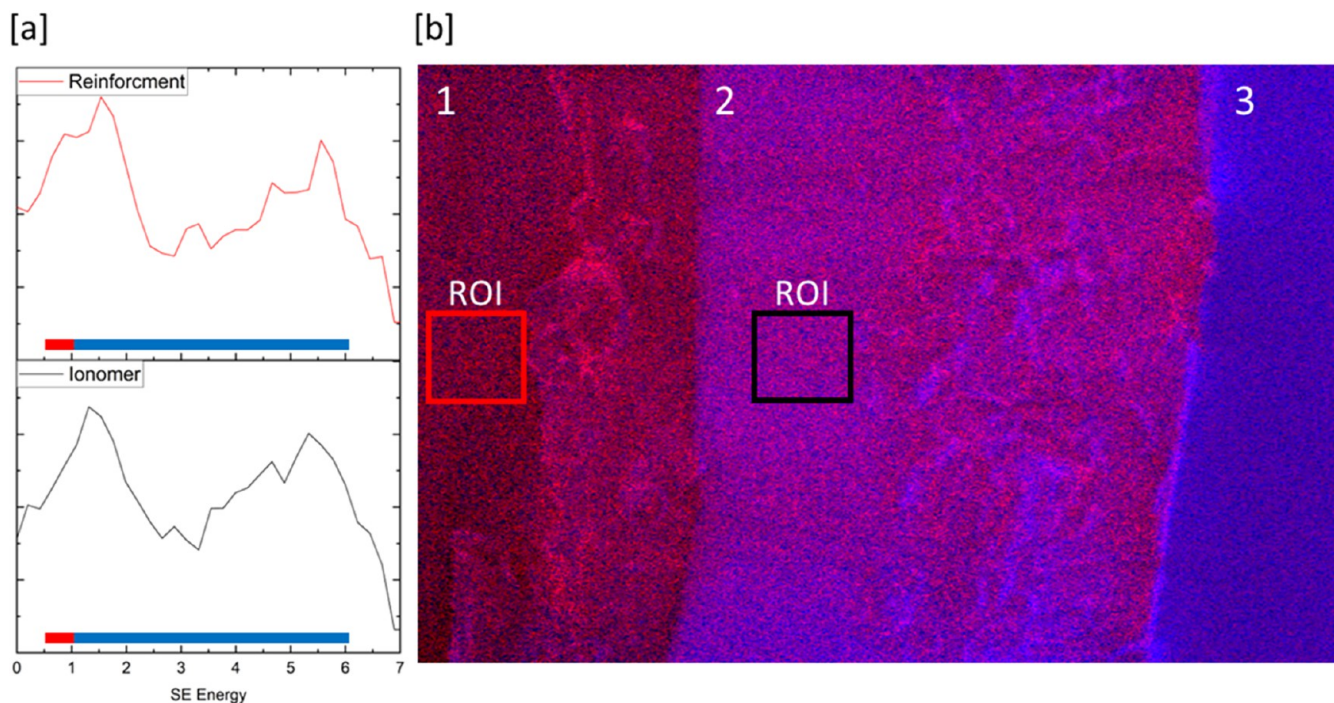 [a]
[b]
Reinforcment
Ionomer
0 1 2 3 4 5 6 7
SE Energy
1 2 3
ROI ROI